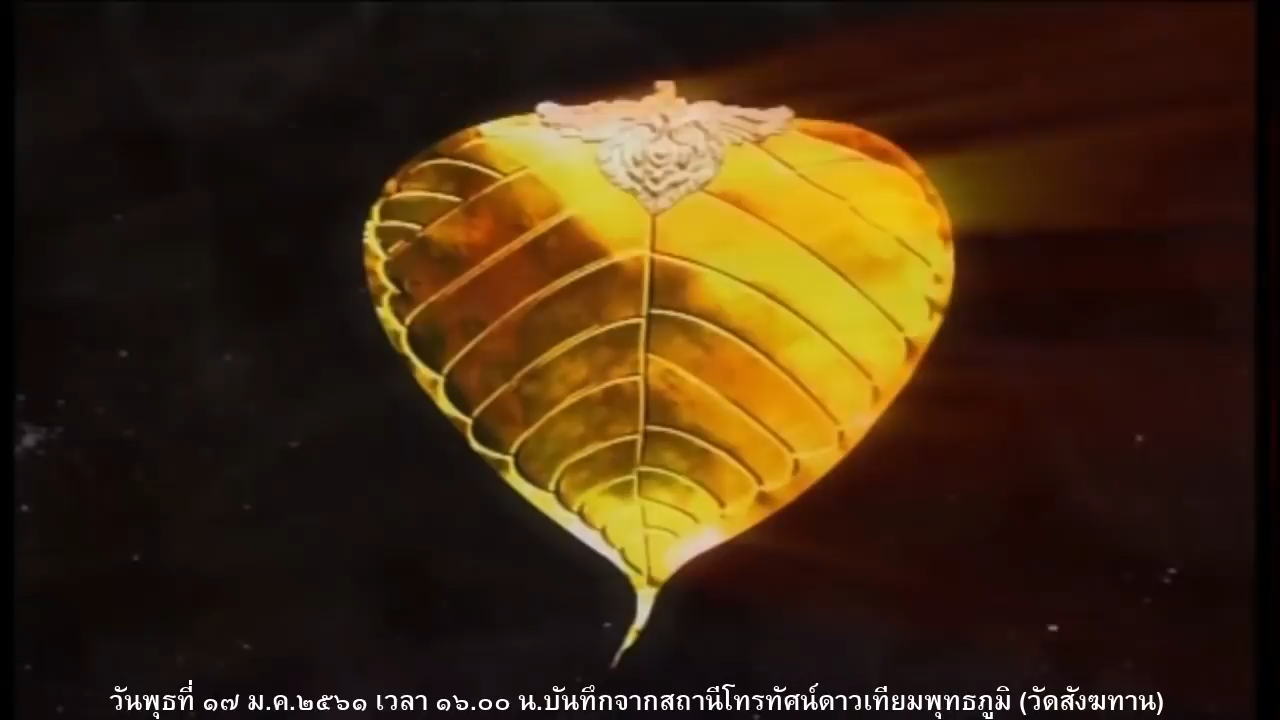 วันพุธที่ ๑๗ ม.ค.๒๕๖๑ เวลา ๑๖.๐๐ น.บันทึกจากสถานีโทรทัศน์ดาวเทียมพุทธภูมิ (วัดสังฆทาน)